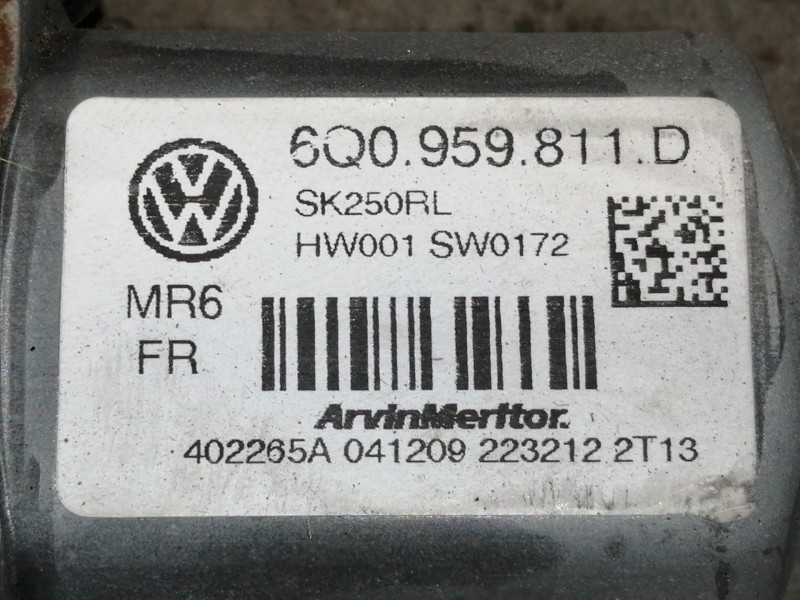 6Q0.959.811.D
SK250RL
HW001 SW0172
MR6
FR
ArvinMeritor.
402265A 041209 223212 2T13